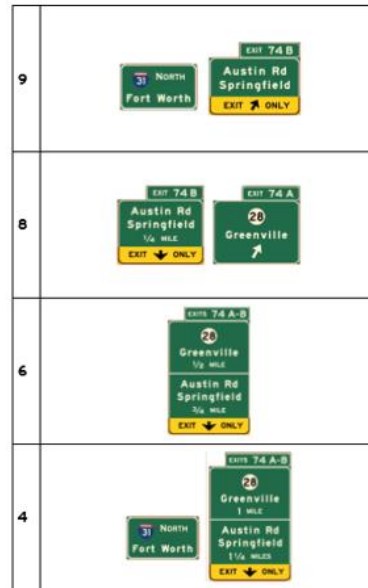 9
31 NORTH
Fort Worth
EXIT 74 B
Austin Rd
Springfield
EXIT ONLY
8
EXIT 74 B
Austin Rd
Springfield
1/4 MILE
EXIT ONLY
EXIT 74 A
28
Greenville
6
EXITS 74 A-B
28
Greenville
1/2 MILE
Austin Rd
Springfield
3/4 MILE
EXIT ONLY
4
31 NORTH
Fort Worth
EXITS 74 A-B
28
Greenville
1 MILE
Austin Rd
Springfield
1 1/4 MILES
EXIT ONLY